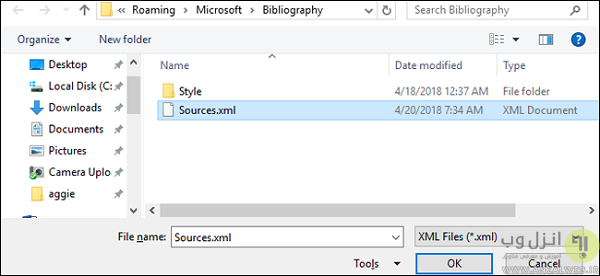 « Roaming > Microsoft > Bibliography
Search Bibliography
Organize
New folder
Name
Date modified
Type
Desktop
Local Disk (C:
Downloads
Documents
Pictures
Camera Uplo
aggie
Style
4/18/2018 12:37 AM
File folder
Sources.xml
4/20/2018 7:34 AM
XML Document
File name:
Sources.xml
XML Files (*.xml)
Tools
OK
Cancel
انزل وب